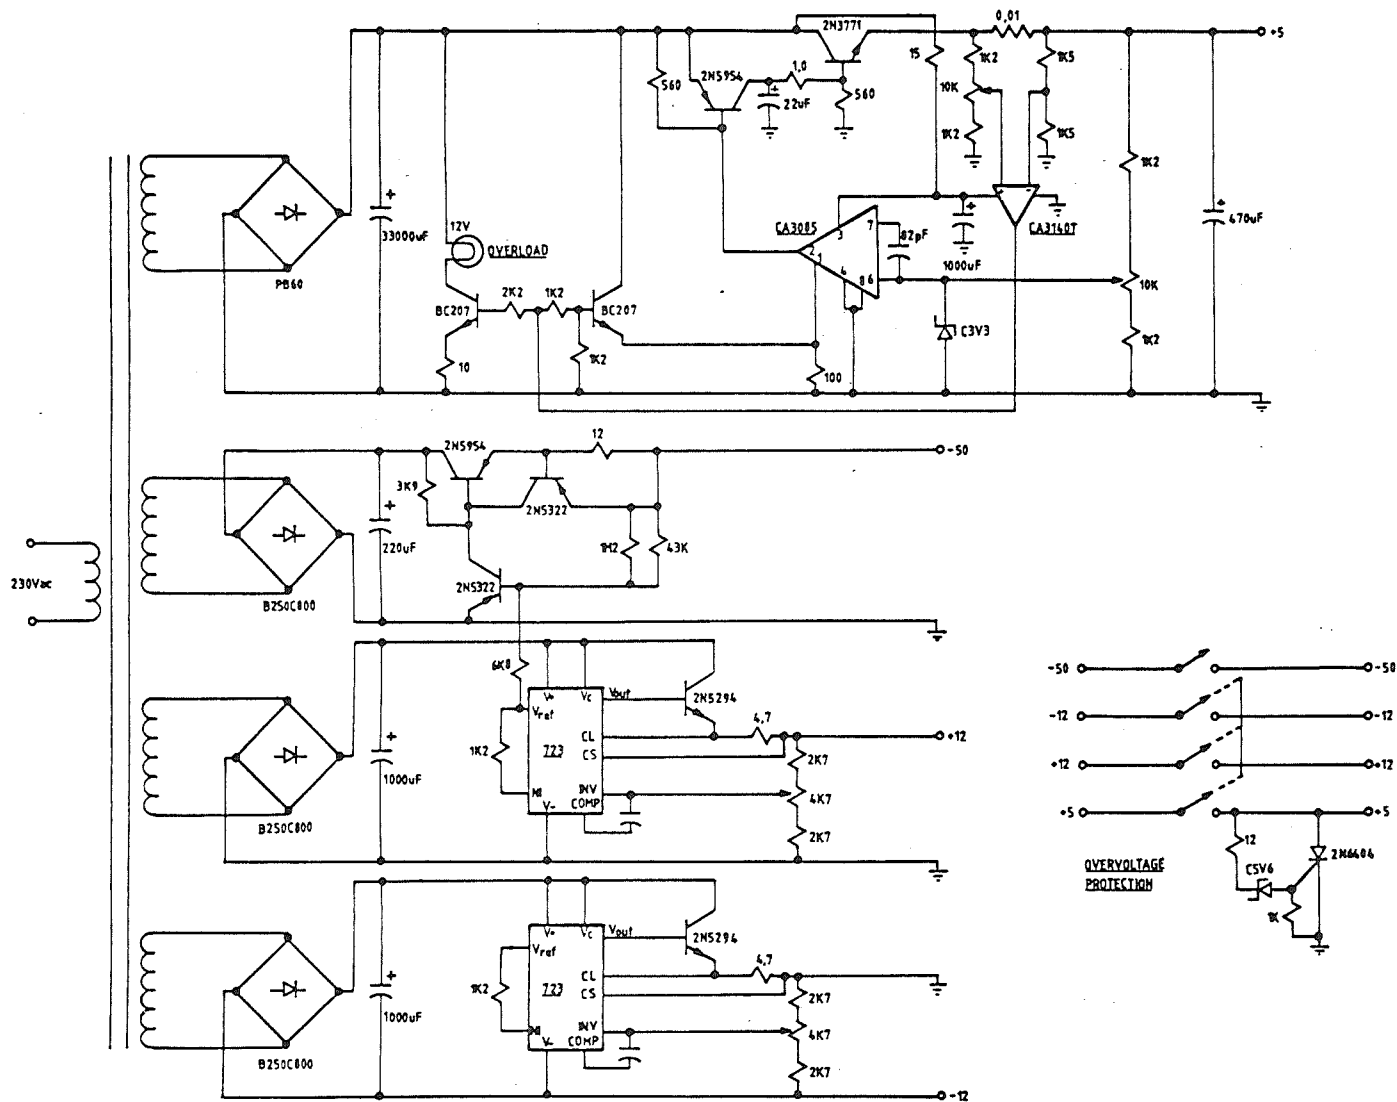 0,01
2N3771
+5
15
1K2
1K5
2N5954
1,0
560
10K
22uF
560
1K2
1K5
1K2
+
33000uF
12V
OVERLOAD
CA3085
7
82pF
3
2
1
4
8
6
+
1000uF
CA3140T
+
470uF
PB60
2K2
1K2
BC207
BC207
10K
C3V3
1K2
10
1K2
100
2N5954
12
-50
3K9
2N5322
+
220uF
1M2
43K
230Vac
2N5322
B250C800
6K8
V+
Vc
Vout
2N5294
Vref
4,7
CL
+12
1K2
723
CS
2K7
+
1000uF
NI
INV
COMP
4K7
V-
2K7
B250C800
-50
-50
-12
-12
+12
+12
+5
+5
12
2N6404
OVERVOLTAGE
PROTECTION
C5V6
1K
V+
Vc
Vout
2N5294
Vref
4,7
CL
1K2
723
CS
2K7
+
1000uF
NI
INV
COMP
4K7
V-
2K7
B250C800
-12